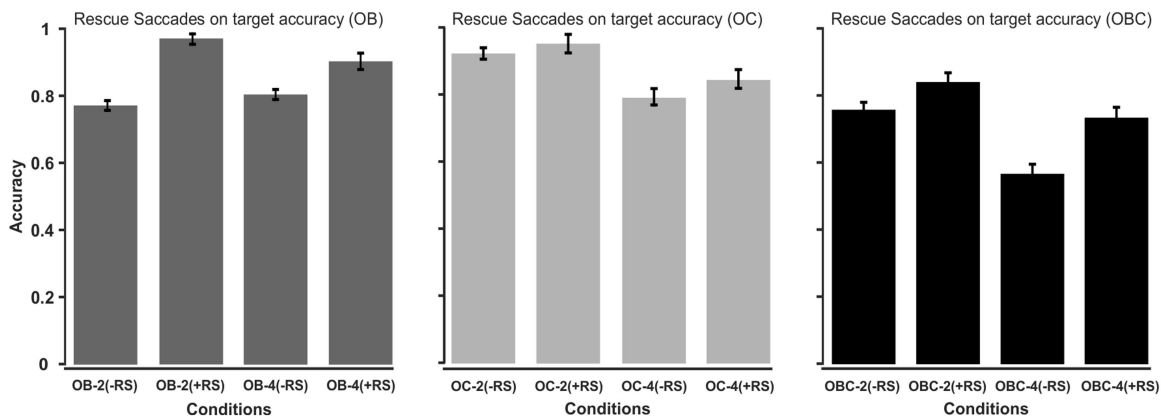 Rescue Saccades on target accuracy (OB)
Accuracy
1
0.8
0.6
0.4
0.2
0
OB-2(-RS) OB-2(+RS) OB-4(-RS) OB-4(+RS)
Conditions
Rescue Saccades on target accuracy (OC)
OC-2(-RS) OC-2(+RS) OC-4(-RS) OC-4(+RS)
Conditions
Rescue Saccades on target accuracy (OBC)
OBC-2(-RS) OBC-2(+RS) OBC-4(-RS) OBC-4(+RS)
Conditions